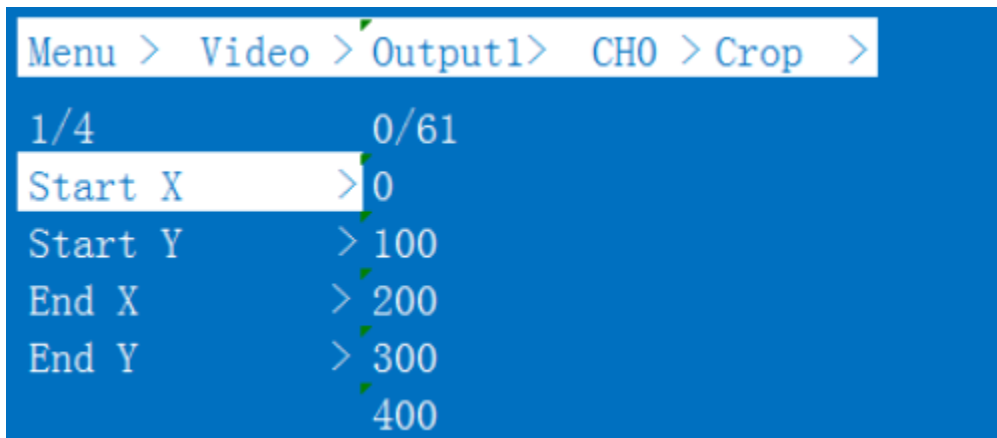 Menu > Video > Output1> CH0 > Crop >
1/4 0/61
Start X > 0
Start Y > 100
End X > 200
End Y > 300
400